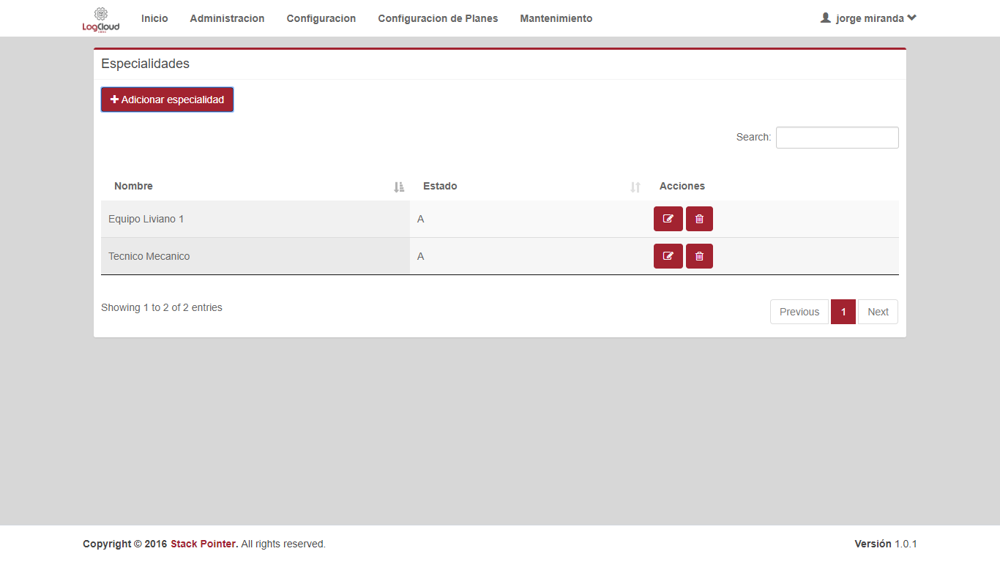 LogCloud
Inicio Administracion Configuracion Configuracion de Planes Mantenimiento jorge miranda
Especialidades
Adicionar especialidad
Search:
Nombre Estado Acciones
Equipo Liviano 1 A
Tecnico Mecanico A
Showing 1 to 2 of 2 entries
Previous 1 Next
Copyright © 2016 Stack Pointer. All rights reserved. Versión 1.0.1